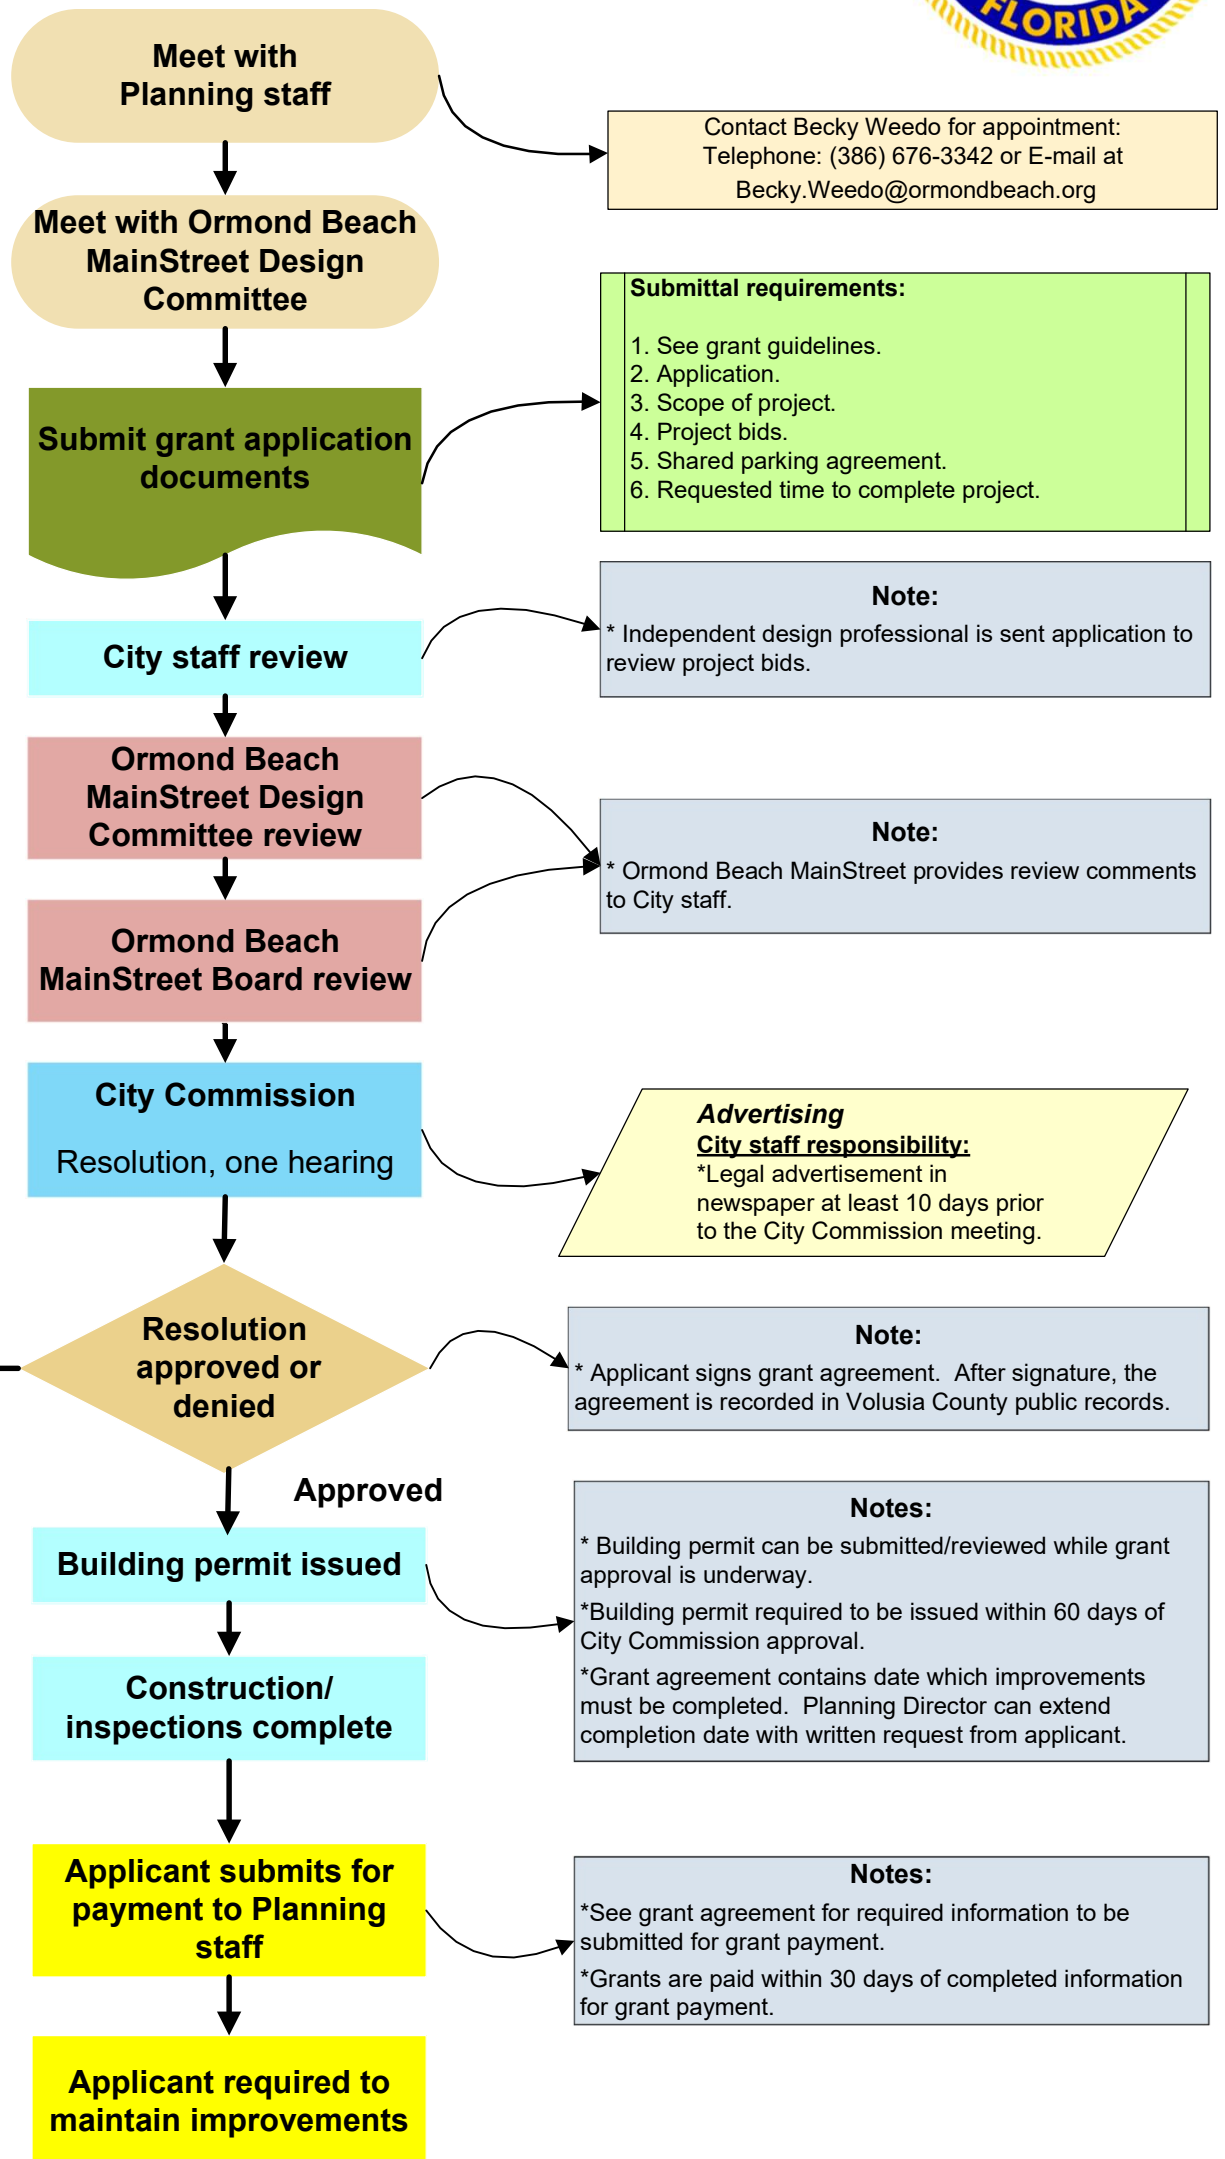 FLORIDA
Meet with
Planning staff
Contact Becky Weedo for appointment:
Telephone: (386) 676-3342 or E-mail at
Becky.Weedo@ormondbeach.org
Meet with Ormond Beach
MainStreet Design
Committee
Submittal requirements:
1. See grant guidelines.
2. Application.
3. Scope of project.
4. Project bids.
5. Shared parking agreement.
6. Requested time to complete project.
Submit grant application
documents
Note:
* Independent design professional is sent application to
review project bids.
City staff review
Ormond Beach
MainStreet Design
Committee review
Note:
* Ormond Beach MainStreet provides review comments
to City staff.
Ormond Beach
MainStreet Board review
City Commission
Resolution, one hearing
Advertising
City staff responsibility:
*Legal advertisement in
newspaper at least 10 days prior
to the City Commission meeting.
Resolution
approved or
denied
Note:
* Applicant signs grant agreement.  After signature, the
agreement is recorded in Volusia County public records.
Approved
Building permit issued
Notes:
* Building permit can be submitted/reviewed while grant
approval is underway.
*Building permit required to be issued within 60 days of
City Commission approval.
*Grant agreement contains date which improvements
must be completed.  Planning Director can extend
completion date with written request from applicant.
Construction/
inspections complete
Applicant submits for
payment to Planning
staff
Notes:
*See grant agreement for required information to be
submitted for grant payment.
*Grants are paid within 30 days of completed information
for grant payment.
Applicant required to
maintain improvements